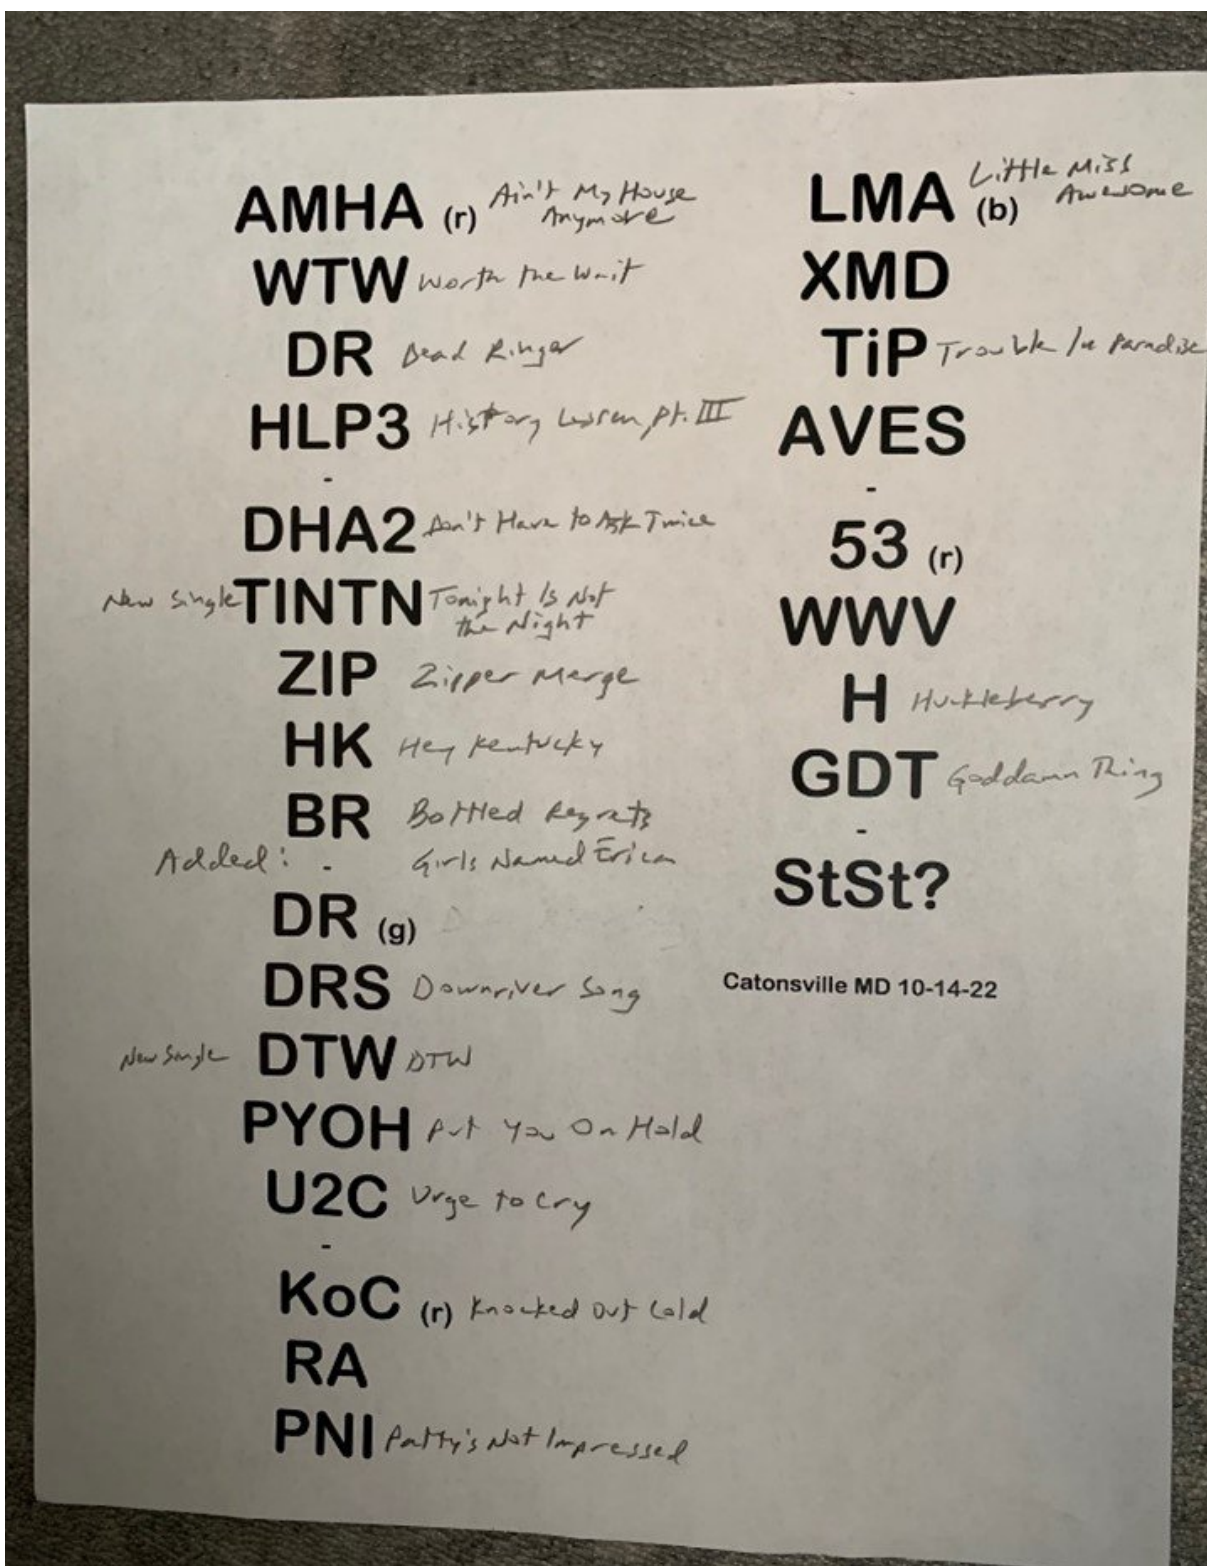 AMHA (r) Ain't My House
Anymore
WTW Worth the Wait
DR Dead Ringer
HLP3 History Lesson, pt. III
-
DHA2 Don't Have to Ask Twice
New Single TINTN Tonight Is Not
the Night
ZIP Zipper Merge
HK Hey Kentucky
BR Bottled Regrets
Added: - Girls Named Erica
DR (g)
DRS Downriver Song
New Single DTW DTW
PYOH Put You On Hold
U2C Urge to Cry
-
KoC (r) Knocked Out Cold
RA
PNI Patty's Not Impressed
LMA (b) Little Miss
Awesome
XMD
TiP Trouble In Paradise
AVES
-
53 (r)
WWV
H Huckleberry
GDT Goddamn Thing
-
StSt?
Catonsville MD 10-14-22